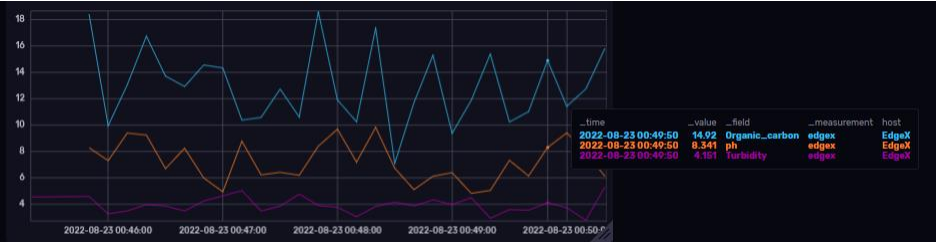 18
16
14
12
10
8
6
4
_time _value _field _measurement host
2022-08-23 00:49:50 14.92 Organic_carbon edgex EdgeX
2022-08-23 00:49:50 8.341 ph edgex EdgeX
2022-08-23 00:49:50 4.151 Turbidity edgex EdgeX
2022-08-23 00:46:00 2022-08-23 00:47:00 2022-08-23 00:48:00 2022-08-23 00:49:00 2022-08-23 00:50:0